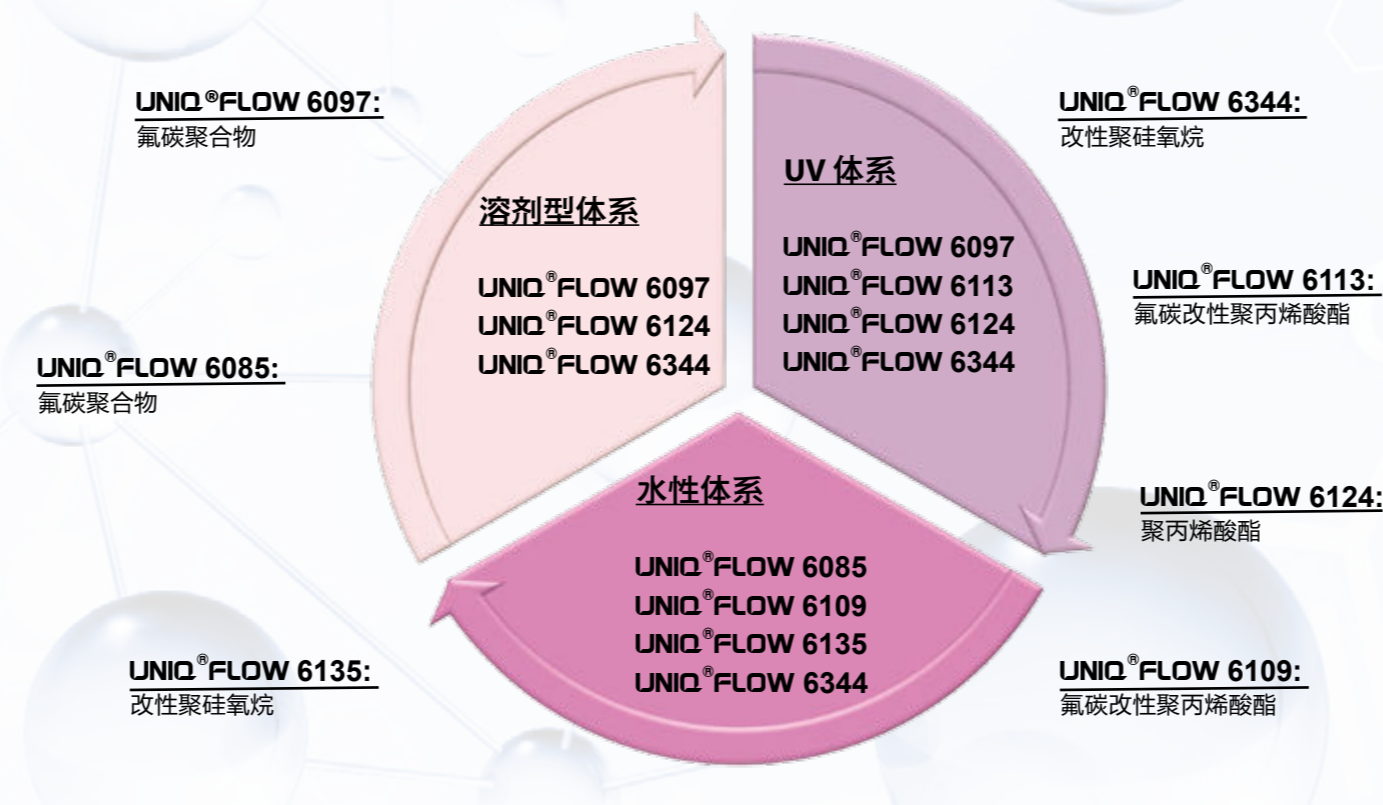 UNIQ®FLOW 6097:
氟碳聚合物
UNIQ®FLOW 6085:
氟碳聚合物
UNIQ®FLOW 6135:
改性聚硅氧烷
溶剂型体系
UNIQ®FLOW 6097
UNIQ®FLOW 6124
UNIQ®FLOW 6344
UV 体系
UNIQ®FLOW 6097
UNIQ®FLOW 6113
UNIQ®FLOW 6124
UNIQ®FLOW 6344
水性体系
UNIQ®FLOW 6085
UNIQ®FLOW 6109
UNIQ®FLOW 6135
UNIQ®FLOW 6344
UNIQ®FLOW 6344:
改性聚硅氧烷
UNIQ®FLOW 6113:
氟碳改性聚丙烯酸酯
UNIQ®FLOW 6124:
聚丙烯酸酯
UNIQ®FLOW 6109:
氟碳改性聚丙烯酸酯